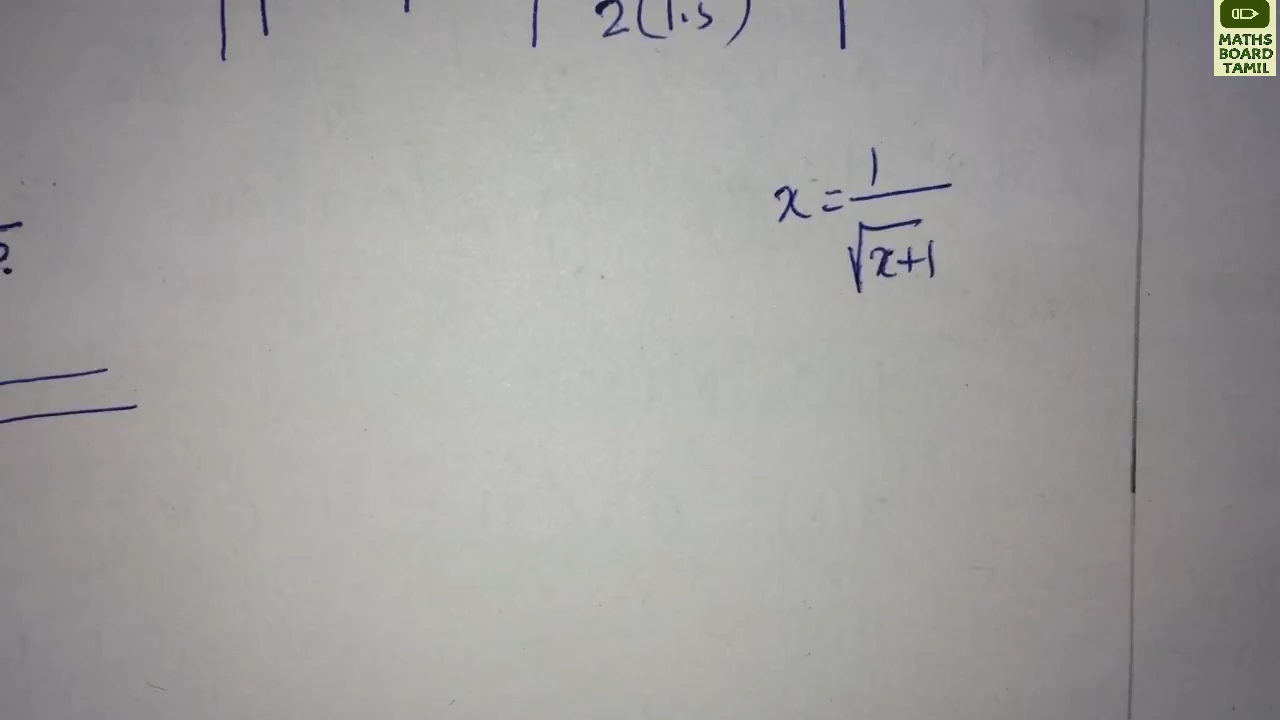 2(1.5)
MATHS
BOARD
TAMIL
x = 1/√x+1
?